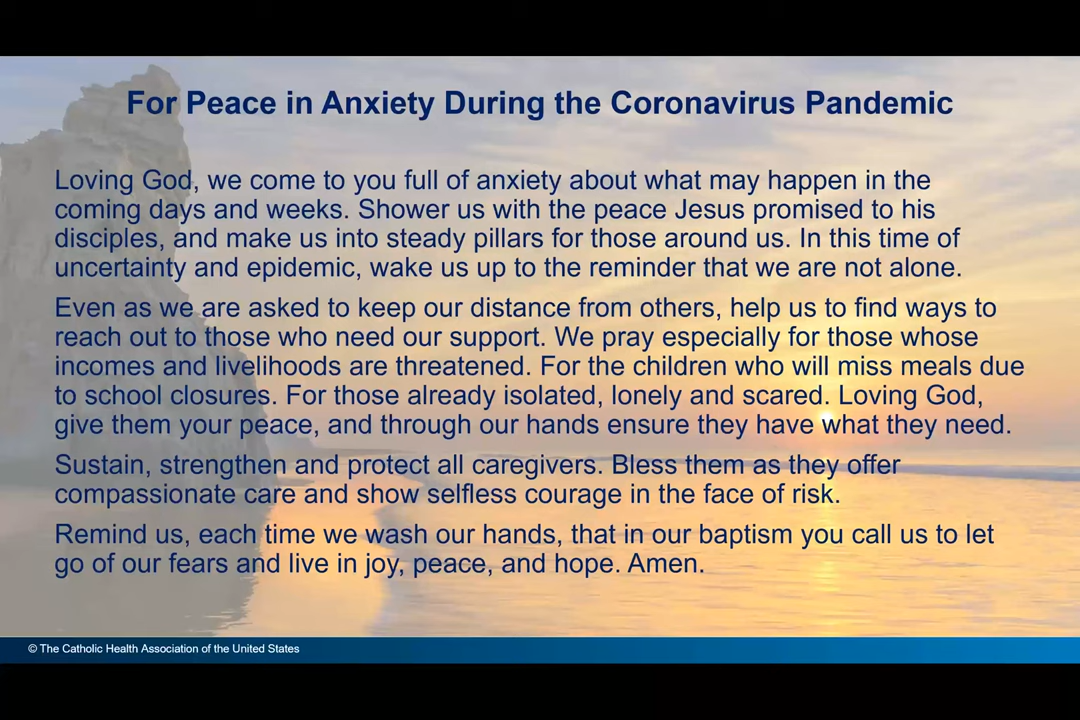 For Peace in Anxiety During the Coronavirus Pandemic
Loving God, we come to you full of anxiety about what may happen in the
coming days and weeks. Shower us with the peace Jesus promised to his
disciples, and make us into steady pillars for those around us. In this time of
uncertainty and epidemic, wake us up to the reminder that we are not alone.
Even as we are asked to keep our distance from others, help us to find ways to
reach out to those who need our support. We pray especially for those whose
incomes and livelihoods are threatened. For the children who will miss meals due
to school closures. For those already isolated, lonely and scared. Loving God,
give them your peace, and through our hands ensure they have what they need.
Sustain, strengthen and protect all caregivers. Bless them as they offer
compassionate care and show selfless courage in the face of risk.
Remind us, each time we wash our hands, that in our baptism you call us to let
go of our fears and live in joy, peace, and hope. Amen.
© The Catholic Health Association of the United States